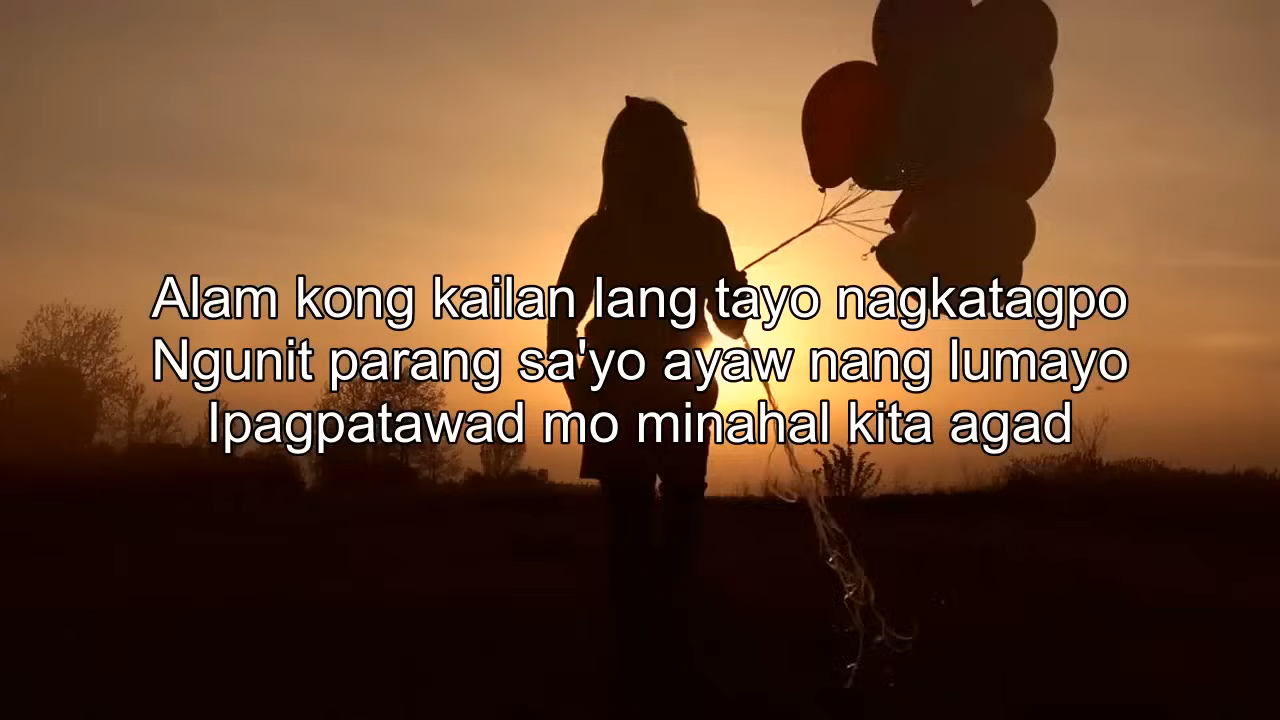 Alam kong kailan lang tayo nagkatagpo
Ngunit parang sa'yo ayaw nang lumayo
Ipagpatawad mo minahal kita agad